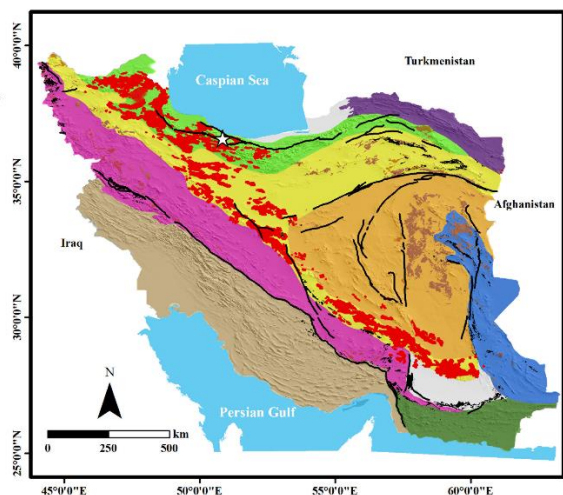 40°0'0"N
Caspian Sea
Turkmenistan
35°0'0"N
Afghanistan
Iraq
30°0'0"N
N
Persian Gulf
0 250 500 km
25°0'0"N
45°0'0"E 50°0'0"E 55°0'0"E 60°0'0"E